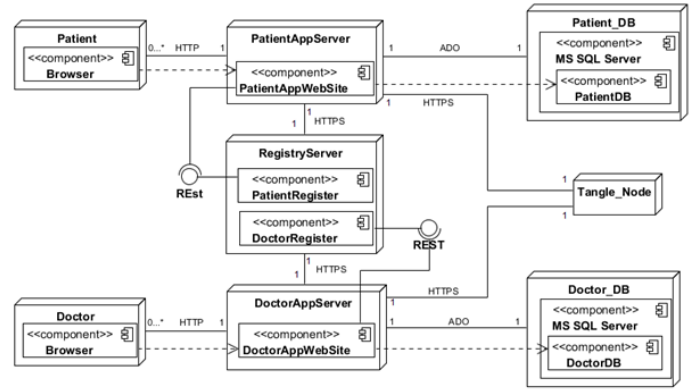 Patient
<<component>>
Browser
0...* HTTP 1
PatientAppServer
<<component>>
PatientAppWebSite
1 ADO 1
Patient_DB
<<component>>
MS SQL Server
<<component>>
PatientDB
1 HTTPS
1
1 HTTPS
1
RegistryServer
<<component>>
PatientRegister
<<component>>
DoctorRegister
REst
REST
1
Tangle_Node
1
1 HTTPS
1
HTTPS
1
Doctor
<<component>>
Browser
0...* HTTP 1
DoctorAppServer
<<component>>
DoctorAppWebSite
1 ADO 1
Doctor_DB
<<component>>
MS SQL Server
<<component>>
DoctorDB